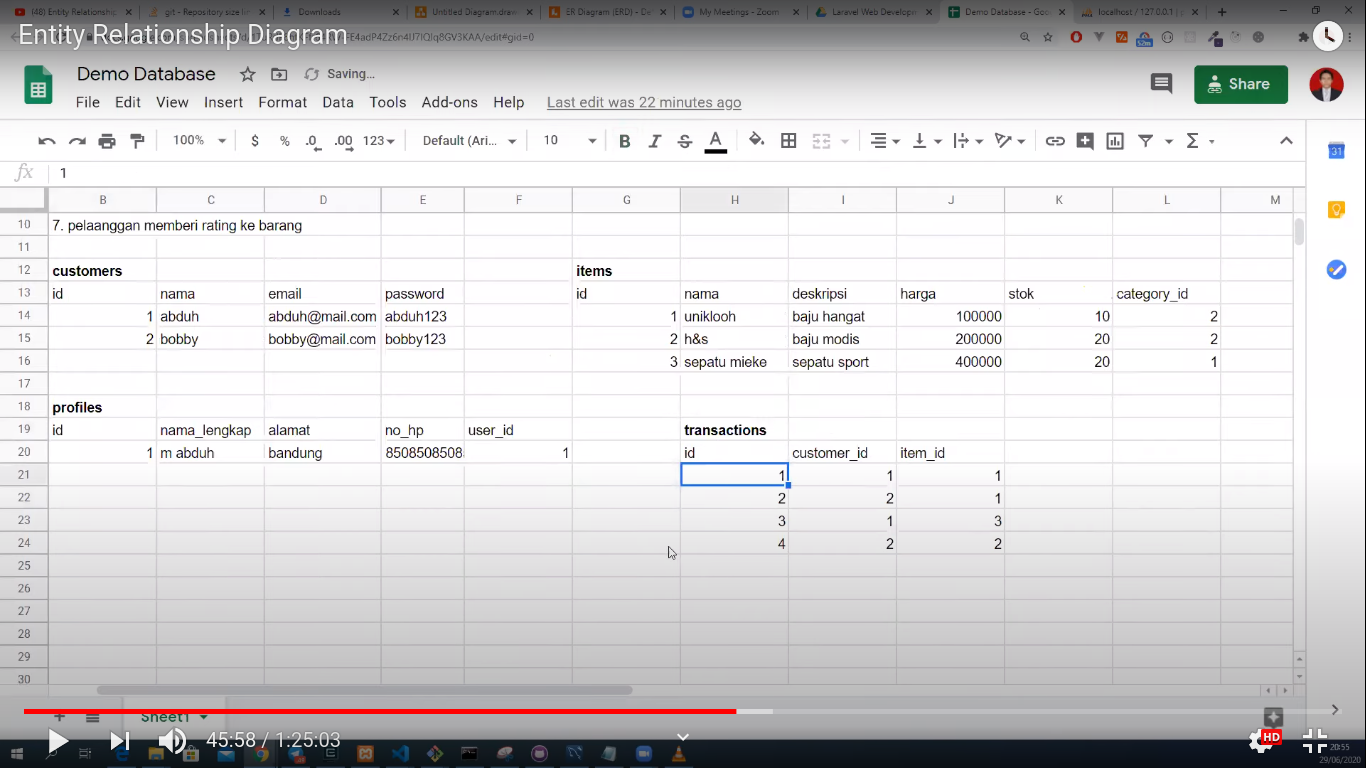 (48) Entity Relationship
git - Repository size lim
Downloads
Untitled Diagram.drawi
ER Diagram (ERD) - De
My Meetings - Zoom
Laravel Web Develop
Demo Database - Goo
localhost / 127.0.0.1 | p
Entity Relationship Diagram
Demo Database
Saving...
Share
File Edit View Insert Format Data Tools Add-ons Help Last edit was 22 minutes ago
100% $ % .0 .00 123 Default (Ari... 10 B I S A
31
fx 1
B C D E F G H I J K L M
10 7. pelaanggan memberi rating ke barang
11
12 customers items
13 id nama email password id nama deskripsi harga stok category_id
14 1 abduh abduh@mail.com abduh123 1 uniklooh baju hangat 100000 10 2
15 2 bobby bobby@mail.com bobby123 2 h&s baju modis 200000 20 2
16 3 sepatu mieke sepatu sport 400000 20 1
17
18 profiles
19 id nama_lengkap alamat no_hp user_id transactions
20 1 m abduh bandung 8508508508 1 id customer_id item_id
21 1 1 1
22 2 2 1
23 3 1 3
24 4 2 2
25
26
27
28
29
30
Sheet1
45:58 / 1:25:03
HD
20:55
29/06/2020